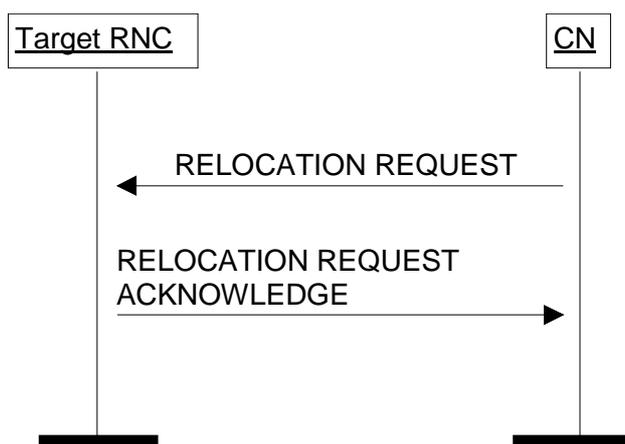 Target RNC
CN
RELOCATION REQUEST
RELOCATION REQUEST
ACKNOWLEDGE